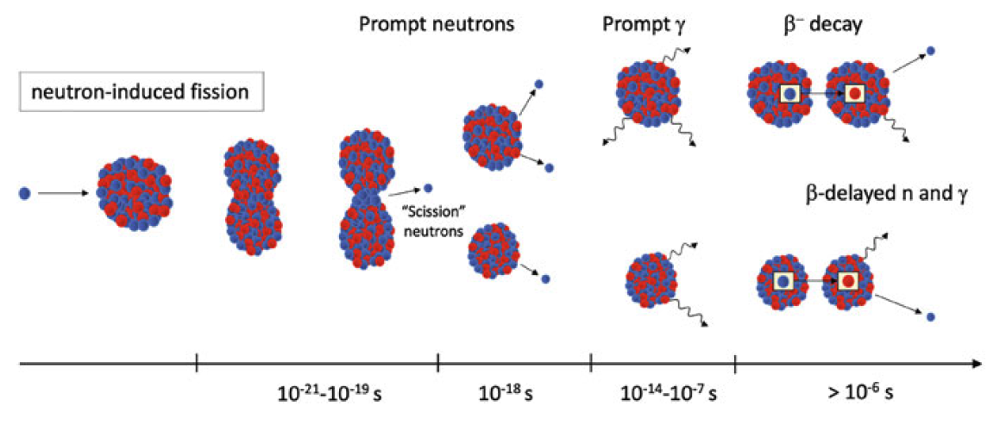 Prompt neutrons
Prompt γ
β⁻ decay
neutron-induced fission
"Scission"
neutrons
β-delayed n and γ
10⁻²¹-10⁻¹⁹ s
10⁻¹⁸ s
10⁻¹⁴-10⁻⁷ s
> 10⁻⁶ s